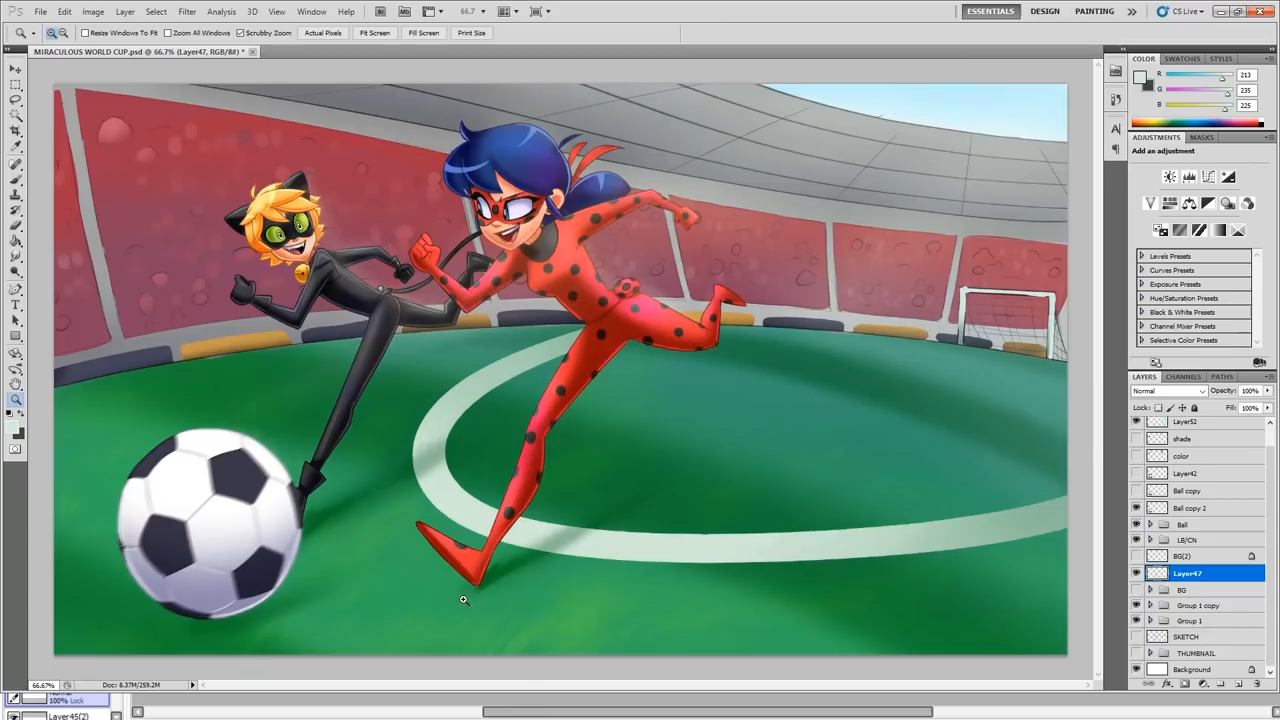 Ps File Edit Image Layer Select Filter Analysis 3D View Window Help Br Mb 66.7 ESSENTIALS DESIGN PAINTING CS Live
Resize Windows To Fit Zoom All Windows Scrubby Zoom Actual Pixels Fit Screen Fill Screen Print Size
MIRACULOUS WORLD CUP.psd @ 66.7% (Layer47, RGB/8#) *
COLOR SWATCHES STYLES
R 213
G 235
B 225
ADJUSTMENTS MASKS
Add an adjustment
Levels Presets
Curves Presets
Exposure Presets
Hue/Saturation Presets
Black & White Presets
Channel Mixer Presets
Selective Color Presets
LAYERS CHANNELS PATHS
Normal Opacity: 100%
Lock: Fill: 100%
Layer52
shade
color
Layer42
Ball copy
Ball copy 2
Ball
LB/CN
BG(2)
Layer47
BG
Group 1 copy
Group 1
SKETCH
THUMBNAIL
Background
66.67% Doc: 8.37M/259.2M
Normal
100% Lock
Layer45(2)